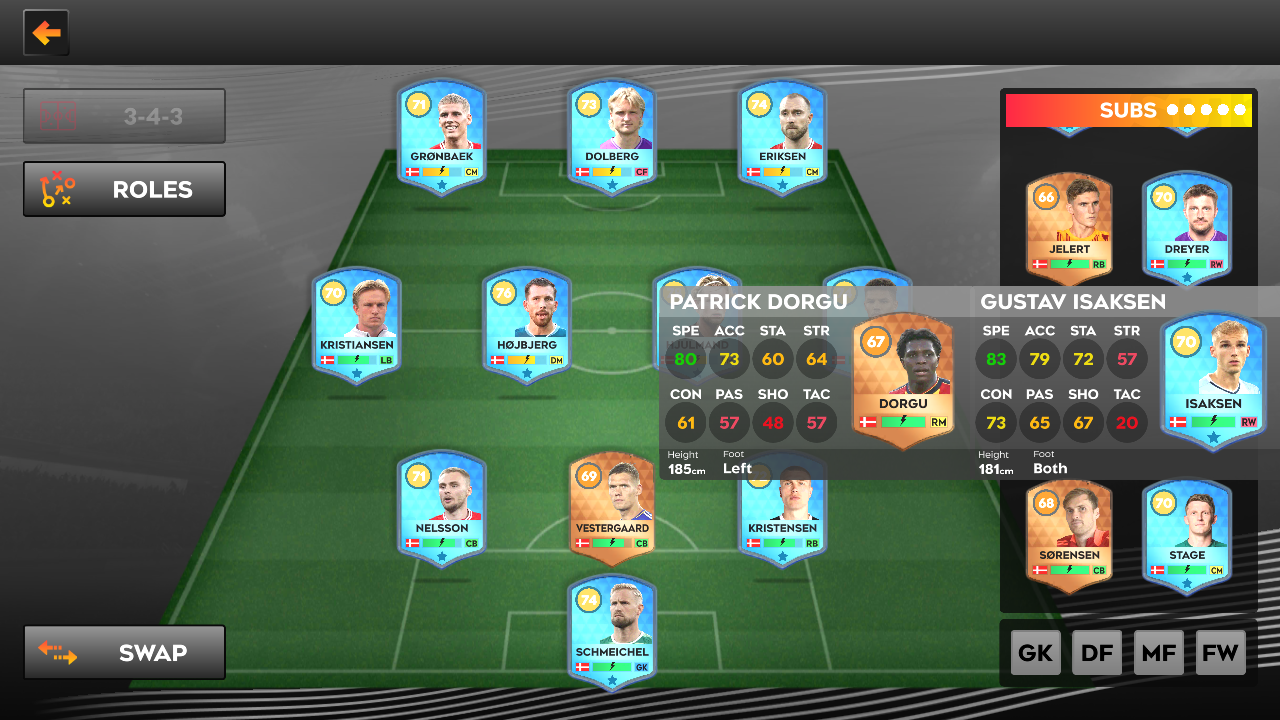 3-4-3
ROLES
SWAP
71
GRØNBAEK
CM
73
DOLBERG
CF
74
ERIKSEN
CM
70
KRISTIANSEN
LB
76
HØJBJERG
DM
HJULMAND
71
NELSSON
CB
69
VESTERGAARD
CB
KRISTENSEN
RB
74
SCHMEICHEL
GK
SUBS
66
JELERT
RB
70
DREYER
RW
PATRICK DORGU
SPE ACC STA STR
80 73 60 64
CON PAS SHO TAC
61 57 48 57
Height Foot
185cm Left
67
DORGU
RM
GUSTAV ISAKSEN
SPE ACC STA STR
83 79 72 57
CON PAS SHO TAC
73 65 67 20
Height Foot
181cm Both
70
ISAKSEN
RW
68
SØRENSEN
CB
70
STAGE
CM
GK DF MF FW